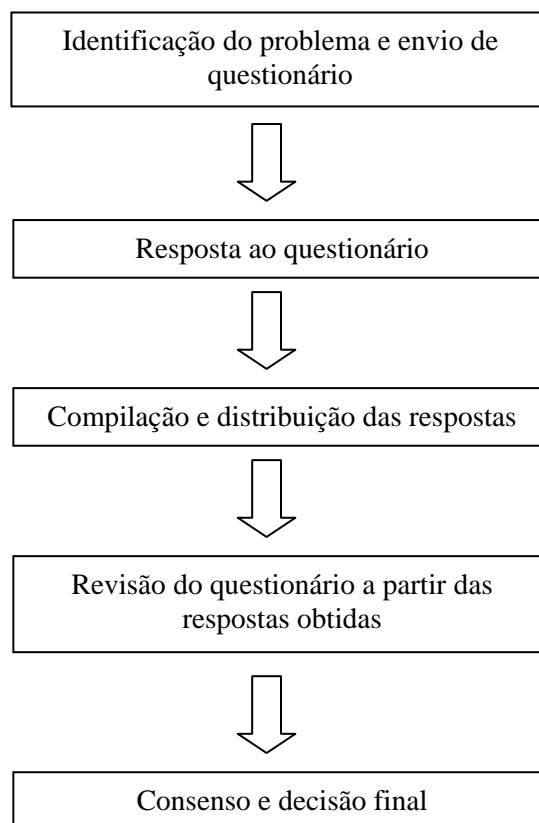 Identificação do problema e envio de
questionário
Resposta ao questionário
Compilação e distribuição das respostas
Revisão do questionário a partir das
respostas obtidas
Consenso e decisão final